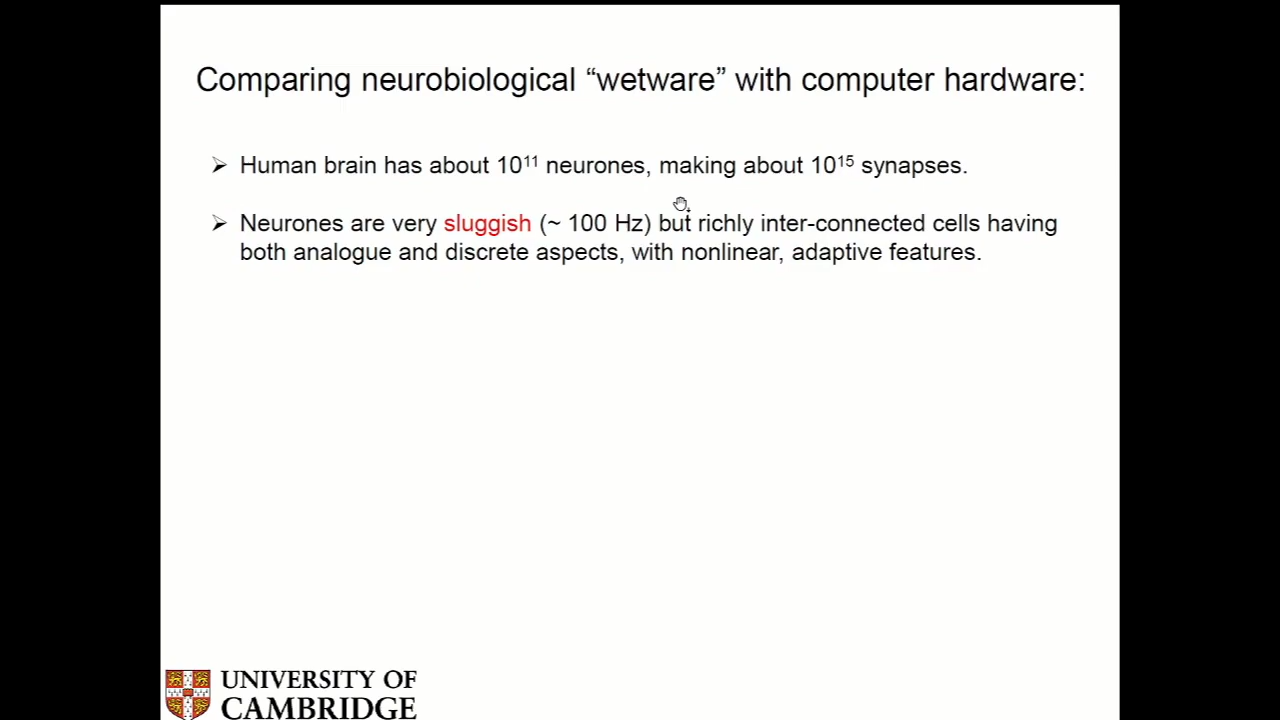 Comparing neurobiological “wetware” with computer hardware:
➢ Human brain has about 10¹¹ neurones, making about 10¹⁵ synapses.
➢ Neurones are very sluggish (~ 100 Hz) but richly inter-connected cells having
both analogue and discrete aspects, with nonlinear, adaptive features.
UNIVERSITY OF
CAMBRIDGE